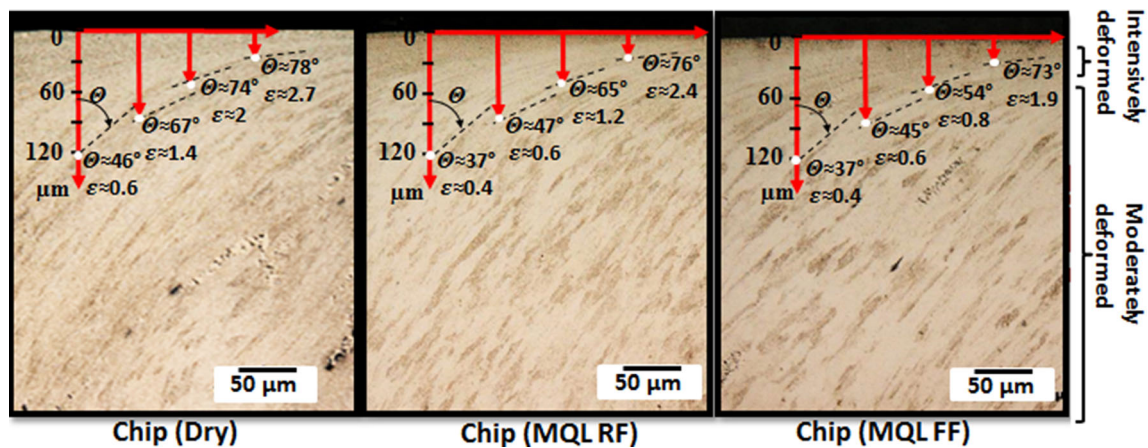 0
60
120
μm
Θ
Θ≈78°
ε≈2.7
Θ≈74°
ε≈2
Θ≈67°
ε≈1.4
Θ≈46°
ε≈0.6
50 μm
Chip (Dry)
0
60
120
μm
Θ
Θ≈76°
ε≈2.4
Θ≈65°
ε≈1.2
Θ≈47°
ε≈0.6
Θ≈37°
ε≈0.4
50 μm
Chip (MQL RF)
0
60
120
μm
Θ
Θ≈73°
ε≈1.9
Θ≈54°
ε≈0.8
Θ≈45°
ε≈0.6
Θ≈37°
ε≈0.4
50 μm
Chip (MQL FF)
Intensively
deformed
Moderately
deformed